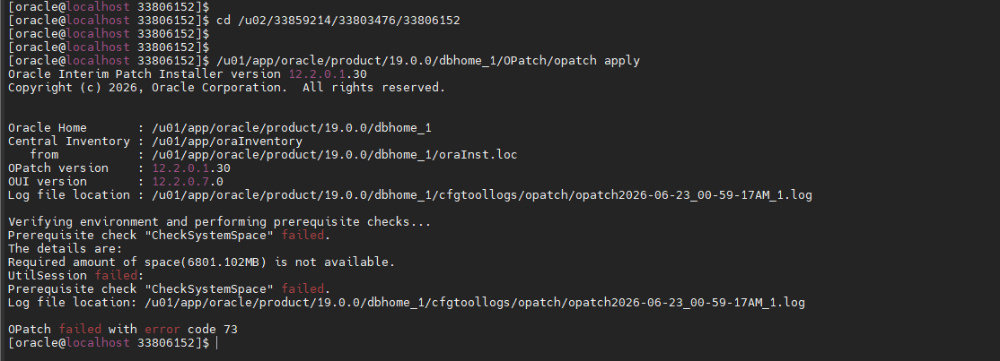 [oracle@localhost 33806152]$
[oracle@localhost 33806152]$ cd /u02/33859214/33803476/33806152
[oracle@localhost 33806152]$
[oracle@localhost 33806152]$
[oracle@localhost 33806152]$ /u01/app/oracle/product/19.0.0/dbhome_1/OPatch/opatch apply
Oracle Interim Patch Installer version 12.2.0.1.30
Copyright (c) 2026, Oracle Corporation.  All rights reserved.
Oracle Home       : /u01/app/oracle/product/19.0.0/dbhome_1
Central Inventory : /u01/app/oraInventory
   from           : /u01/app/oracle/product/19.0.0/dbhome_1/oraInst.loc
OPatch version    : 12.2.0.1.30
OUI version       : 12.2.0.7.0
Log file location : /u01/app/oracle/product/19.0.0/dbhome_1/cfgtoollogs/opatch/opatch2026-06-23_00-59-17AM_1.log
Verifying environment and performing prerequisite checks...
Prerequisite check "CheckSystemSpace" failed.
The details are:
Required amount of space(6801.102MB) is not available.
UtilSession failed:
Prerequisite check "CheckSystemSpace" failed.
Log file location: /u01/app/oracle/product/19.0.0/dbhome_1/cfgtoollogs/opatch/opatch2026-06-23_00-59-17AM_1.log
OPatch failed with error code 73
[oracle@localhost 33806152]$